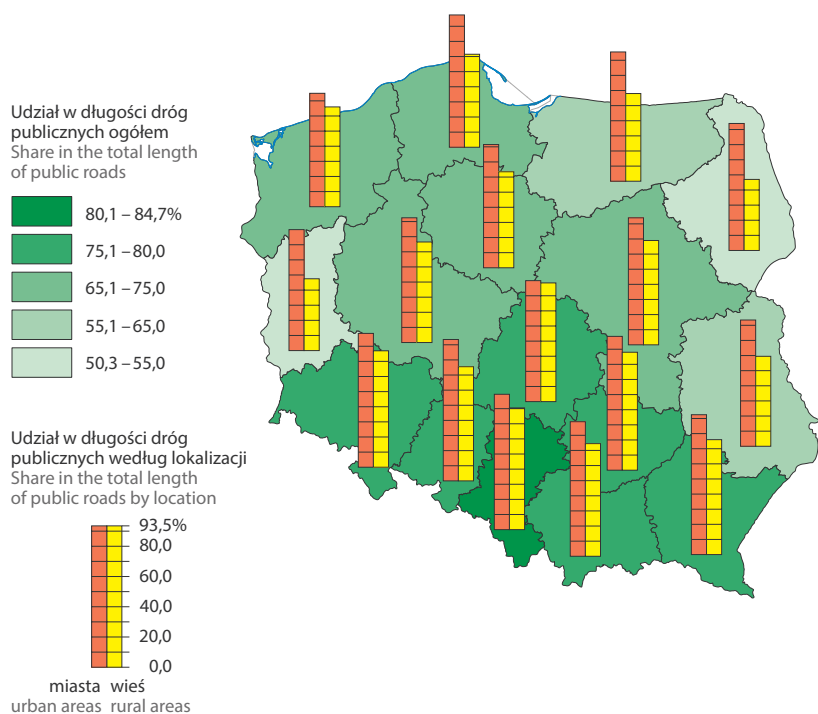 Udział w długości dróg
publicznych ogółem
Share in the total length
of public roads
80,1 – 84,7%
75,1 – 80,0
65,1 – 75,0
55,1 – 65,0
50,3 – 55,0
Udział w długości dróg
publicznych według lokalizacji
Share in the total length
of public roads by location
93,5%
80,0
60,0
40,0
20,0
0,0
miasta wieś
urban areas rural areas